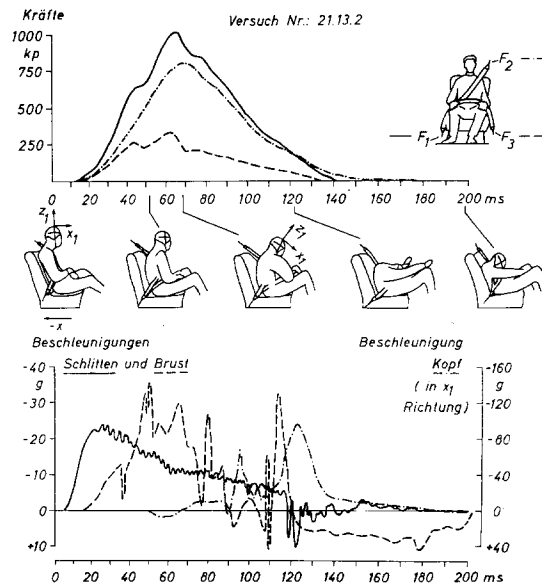 Kräfte
Versuch Nr.: 21.13.2
1000
kp
750
500
250
F2
F1
F3
0 20 40 60 80 100 120 140 160 180 200 ms
z1
x1
z1
x1
-x
Beschleunigungen
Schlitten und Brust
Beschleunigung
Kopf
( in x1
Richtung)
-40
g
-30
-20
-10
0
+10
-160
g
-120
-80
-40
0
+40
0 10 20 40 60 80 100 120 140 160 180 200 ms